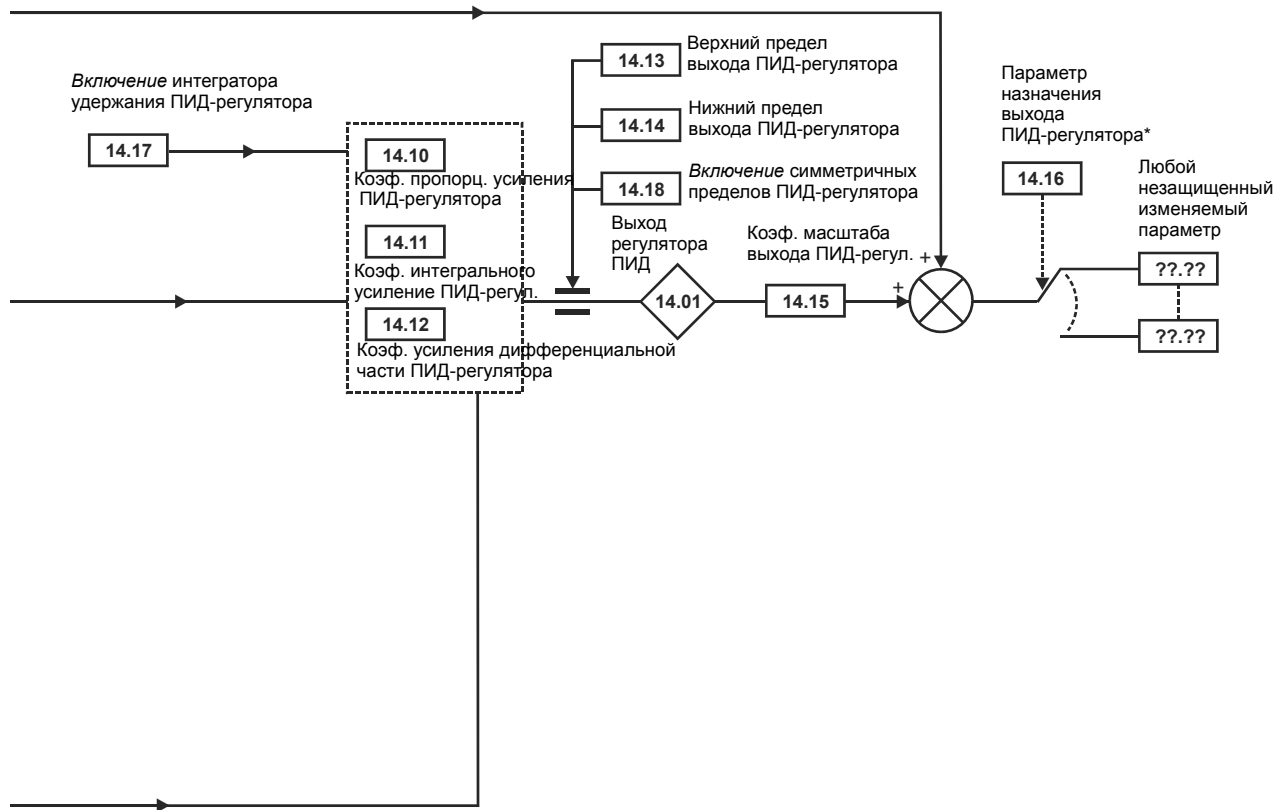 Включение интегратора
удержания ПИД-регулятора
14.17
14.10
Коэф. пропорц. усиления
ПИД-регулятора
14.11
Коэф. интегрального
усиление ПИД-регул.
14.12
Коэф. усиления дифференциальной
части ПИД-регулятора
14.13
Верхний предел
выхода ПИД-регулятора
14.14
Нижний предел
выхода ПИД-регулятора
14.18
Включение симметричных
пределов ПИД-регулятора
Выход
регулятора
ПИД
14.01
Коэф. масштаба
выхода ПИД-регул.
14.15
+
+
Параметр
назначения
выхода
ПИД-регулятора*
14.16
Любой
незащищенный
изменяемый
параметр
??.??
??.??